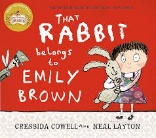 THAT
RABBIT
belongs to
EMILY
BROWN
CRESSIDA COWELL
NEAL LAYTON